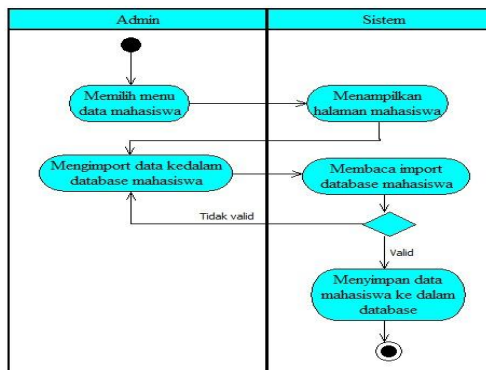 Admin
Sistem
Memilih menu
data mahasiswa
Menampilkan
halaman mahasiswa
Mengimport data kedalam
database mahasiswa
Membaca import
database mahasiswa
Tidak valid
Valid
Menyimpan data
mahasiswa ke dalam
database